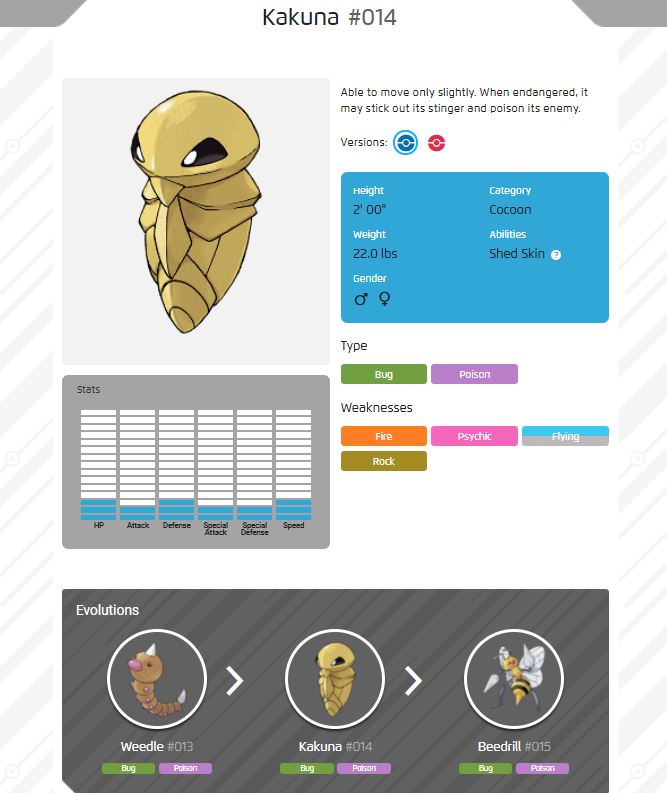 Kakuna #014
Able to move only slightly. When endangered, it
may stick out its stinger and poison its enemy.
Versions:
Height
2' 00"
Category
Cocoon
Weight
22.0 lbs
Abilities
Shed Skin ?
Gender
Type
Bug
Poison
Weaknesses
Fire
Psychic
Flying
Rock
Stats
HP
Attack
Defense
Special
Attack
Special
Defense
Speed
Evolutions
Weedle #013
Bug
Poison
Kakuna #014
Bug
Poison
Beedrill #015
Bug
Poison